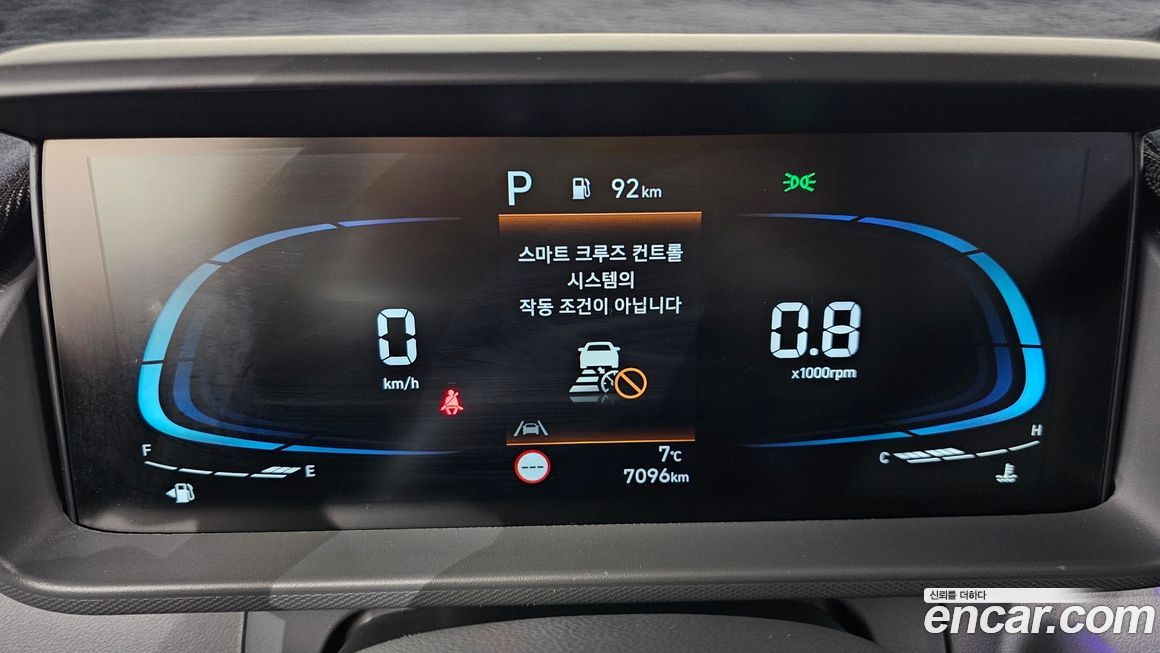 P 92km
스마트 크루즈 컨트롤
시스템의
작동 조건이 아닙니다
0
km/h
0.8
x1000rpm
F E
C H
---
7℃
7096km
신뢰를 더하다
encar.com